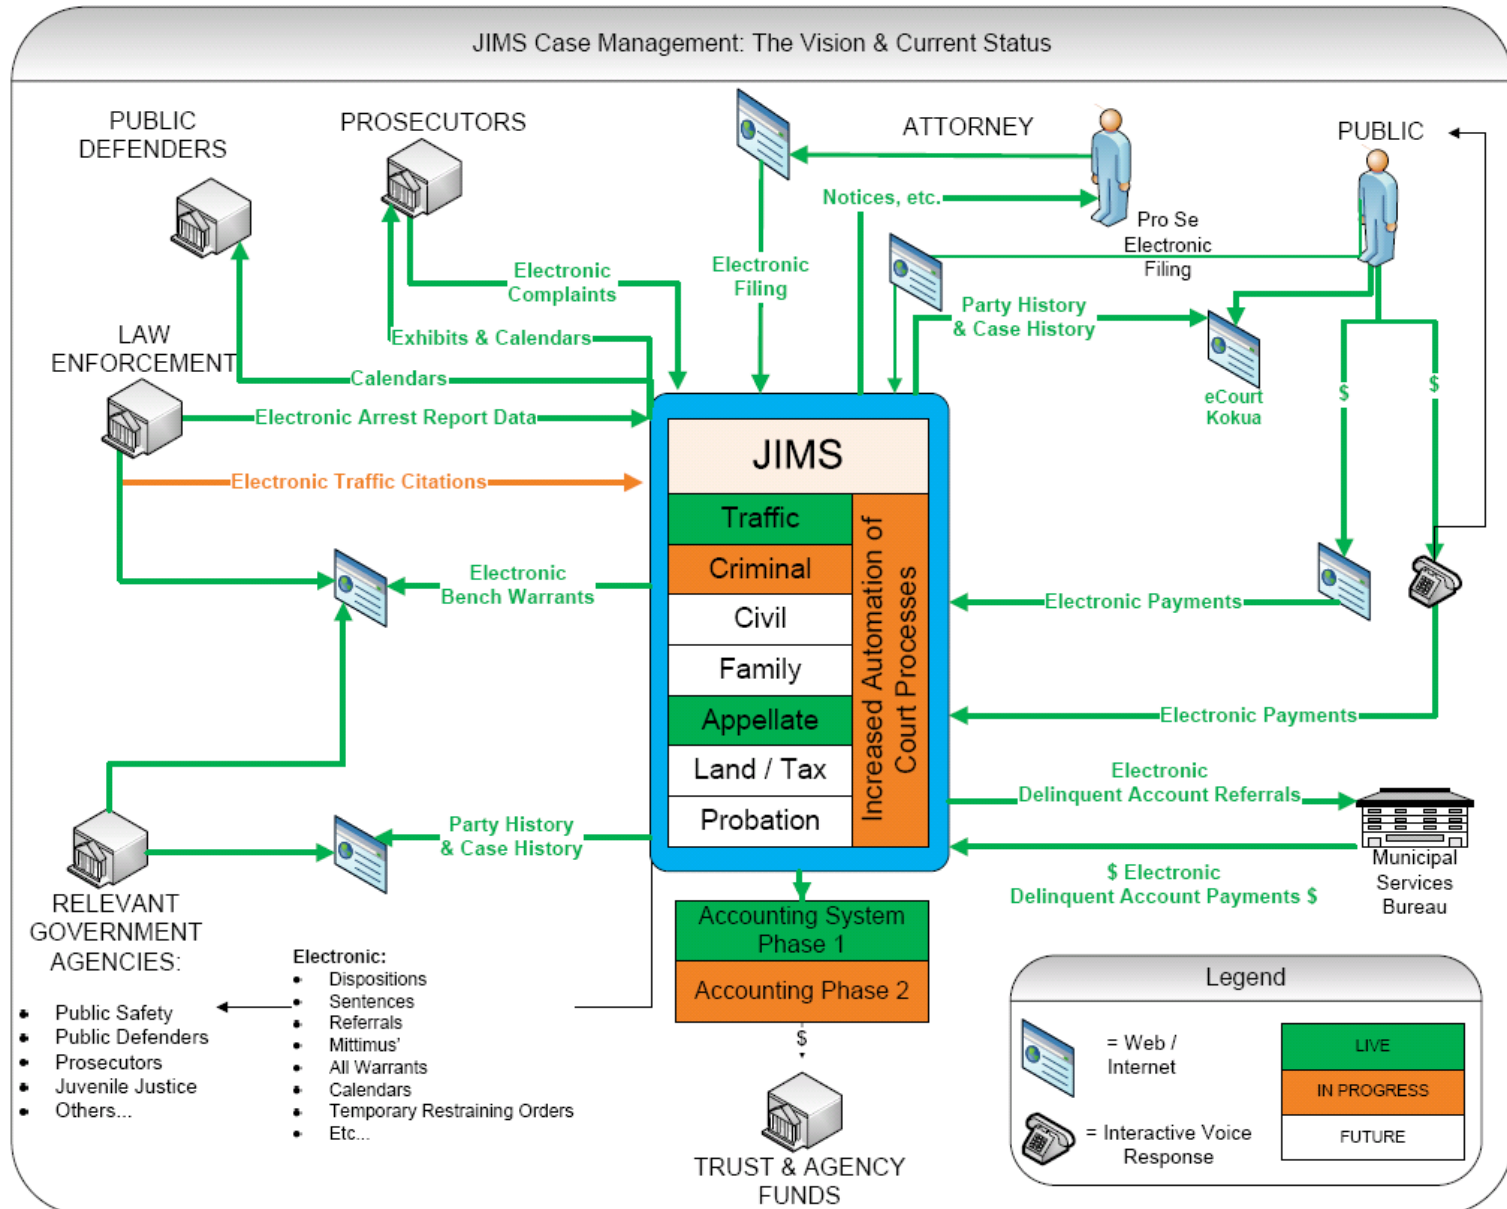 JIMS Case Management: The Vision & Current Status
PUBLIC
DEFENDERS
PROSECUTORS
ATTORNEY
PUBLIC
Notices, etc.
Pro Se
Electronic
Filing
Electronic
Complaints
Electronic
Filing
Party History
& Case History
LAW
ENFORCEMENT
Exhibits & Calendars
Calendars
$
$
eCourt
Kokua
Electronic Arrest Report Data
JIMS
Electronic Traffic Citations
Traffic
Criminal
Civil
Family
Appellate
Land / Tax
Probation
Increased Automation of
Court Processes
Electronic
Bench Warrants
Electronic Payments
Electronic Payments
Electronic
Delinquent Account Referrals
Party History
& Case History
$ Electronic
Delinquent Account Payments $
Municipal
Services
Bureau
RELEVANT
GOVERNMENT
AGENCIES:
• Public Safety
• Public Defenders
• Prosecutors
• Juvenile Justice
• Others...
Electronic:
• Dispositions
• Sentences
• Referrals
• Mittimus'
• All Warrants
• Calendars
• Temporary Restraining Orders
• Etc...
Accounting System
Phase 1
Accounting Phase 2
$
TRUST & AGENCY
FUNDS
Legend
= Web /
Internet
= Interactive Voice
Response
LIVE
IN PROGRESS
FUTURE